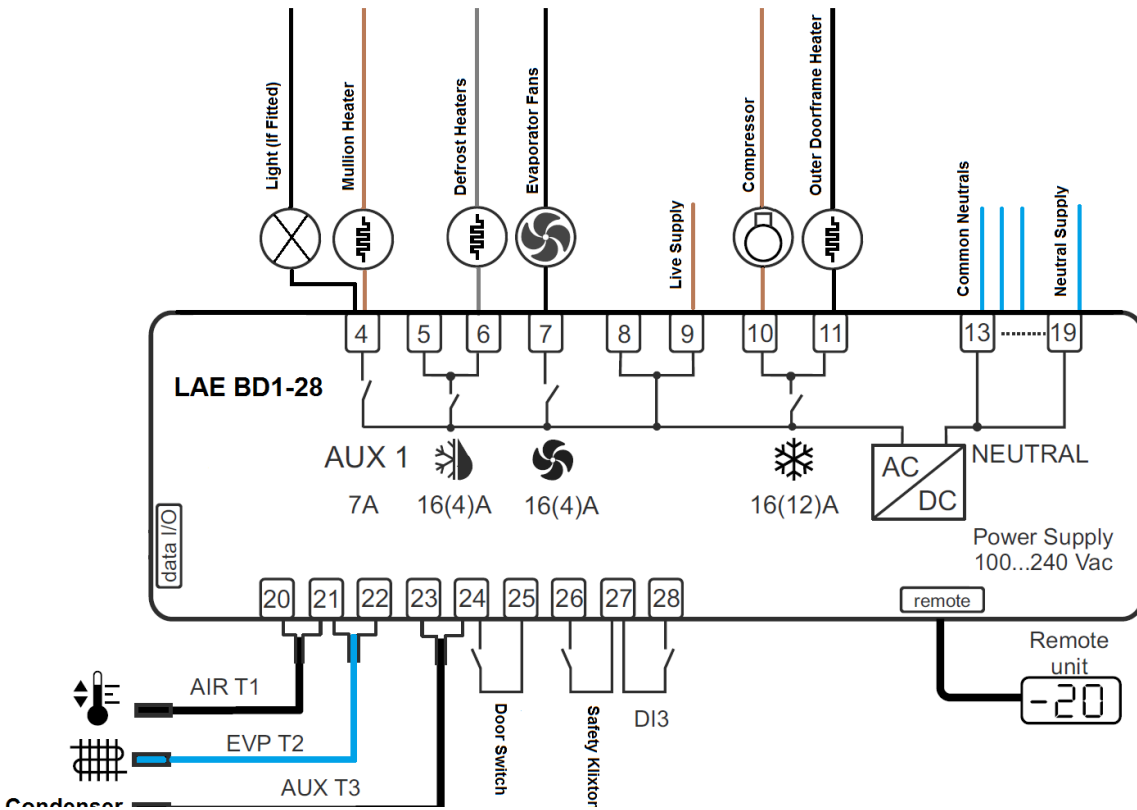 Light (If Fitted)
Mullion Heater
Defrost Heaters
Evaporator Fans
Live Supply
Compressor
Outer Doorframe Heater
Common Neutrals
Neutral Supply
4 5 6 7 8 9 10 11 13 19
LAE BD1-28
AUX 1
7A 16(4)A 16(4)A 16(12)A
AC
DC
NEUTRAL
Power Supply
100...240 Vac
data I/O
20 21 22 23 24 25 26 27 28
remote
Remote
unit
-20
AIR T1
EVP T2
AUX T3
Door Switch
Safety Klixton
DI3
Condenser